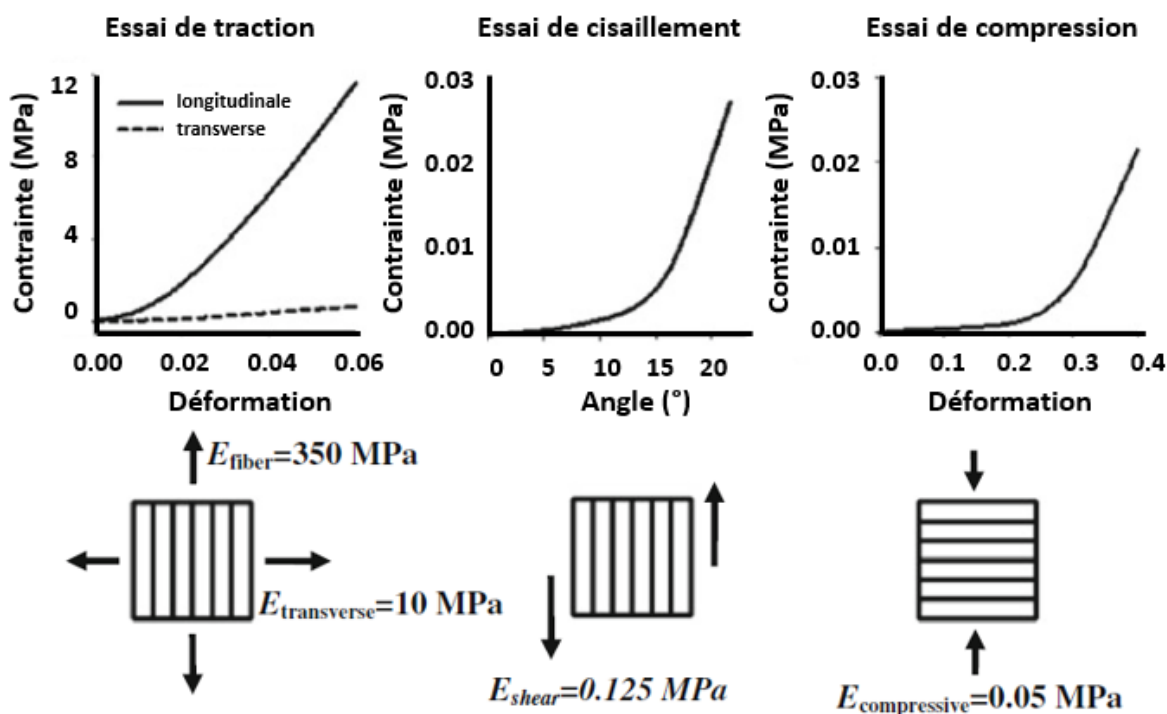 Essai de traction
Essai de cisaillement
Essai de compression
Contrainte (MPa)
12
8
4
0
longitudinale
transverse
0.00 0.02 0.04 0.06
Déformation
Contrainte (MPa)
0.03
0.02
0.01
0.00
0 5 10 15 20
Angle (°)
Contrainte (MPa)
0.03
0.02
0.01
0.00
0.0 0.1 0.2 0.3 0.4
Déformation
Efiber=350 MPa
Etransverse=10 MPa
Eshear=0.125 MPa
Ecompressive=0.05 MPa